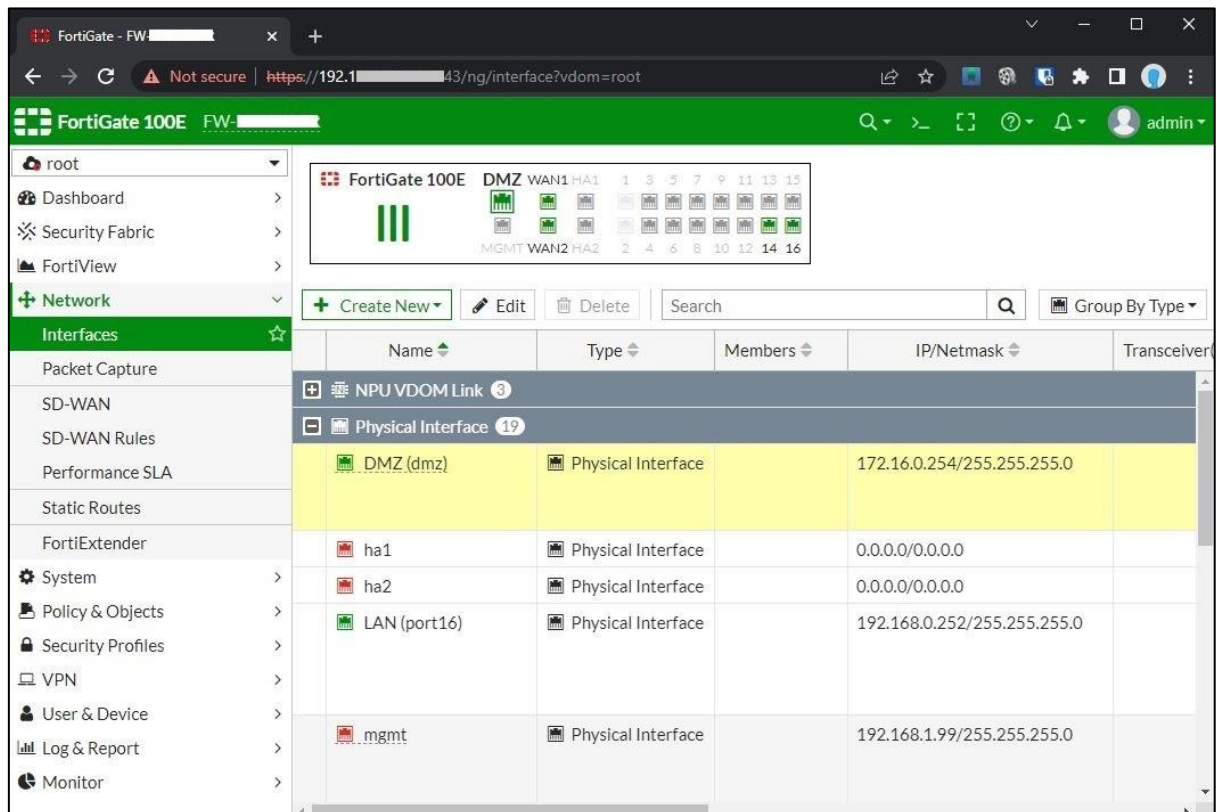 FortiGate - FW-
Not secure | https://192.1 43/ng/interface?vdom=root
FortiGate 100E FW-
admin
root
Dashboard
Security Fabric
FortiView
Network
Interfaces
Packet Capture
SD-WAN
SD-WAN Rules
Performance SLA
Static Routes
FortiExtender
System
Policy & Objects
Security Profiles
VPN
User & Device
Log & Report
Monitor
FortiGate 100E DMZ WAN1 HA1 1 3 5 7 9 11 13 15
MGMT WAN2 HA2 2 4 6 8 10 12 14 16
+ Create New Edit Delete Search Group By Type
Name Type Members IP/Netmask Transceiver(
NPU VDOM Link 3
Physical Interface 19
DMZ (dmz) Physical Interface 172.16.0.254/255.255.255.0
ha1 Physical Interface 0.0.0.0/0.0.0.0
ha2 Physical Interface 0.0.0.0/0.0.0.0
LAN (port16) Physical Interface 192.168.0.252/255.255.255.0
mgmt Physical Interface 192.168.1.99/255.255.255.0